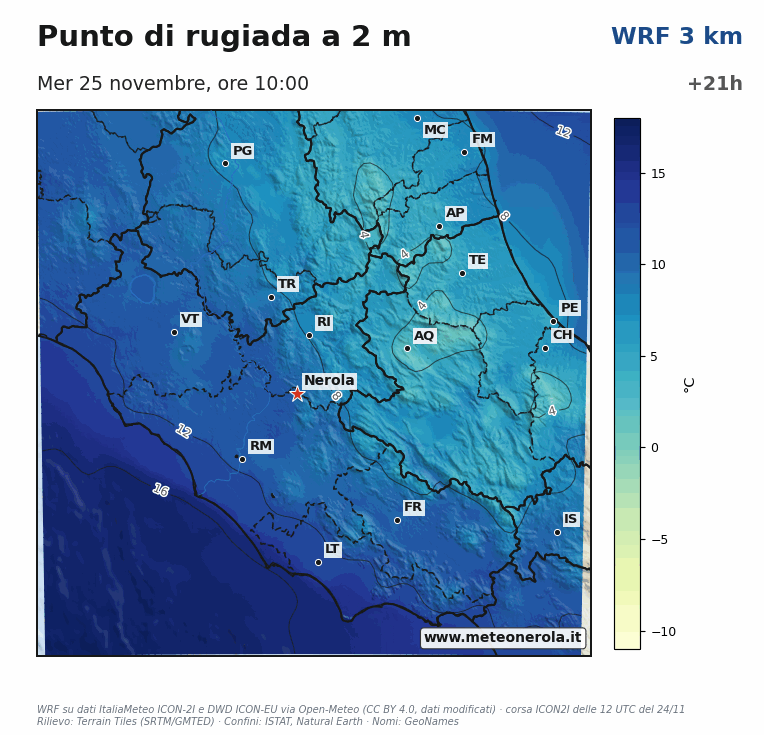 Punto di rugiada a 2 m
WRF 3 km
Mer 25 novembre, ore 10:00
+21h
12
MC
FM
PG
15
8
AP
4
4
TE
10
TR
4
PE
VT
RI
CH
AQ
5
°C
Nerola
8
4
12
0
RM
16
FR
IS
−5
LT
www.meteonerola.it
−10
WRF su dati ItaliaMeteo ICON-2I e DWD ICON-EU via Open-Meteo (CC BY 4.0, dati modificati) · corsa ICON2I delle 12 UTC del 24/11
Rilievo: Terrain Tiles (SRTM/GMTED) · Confini: ISTAT, Natural Earth · Nomi: GeoNames